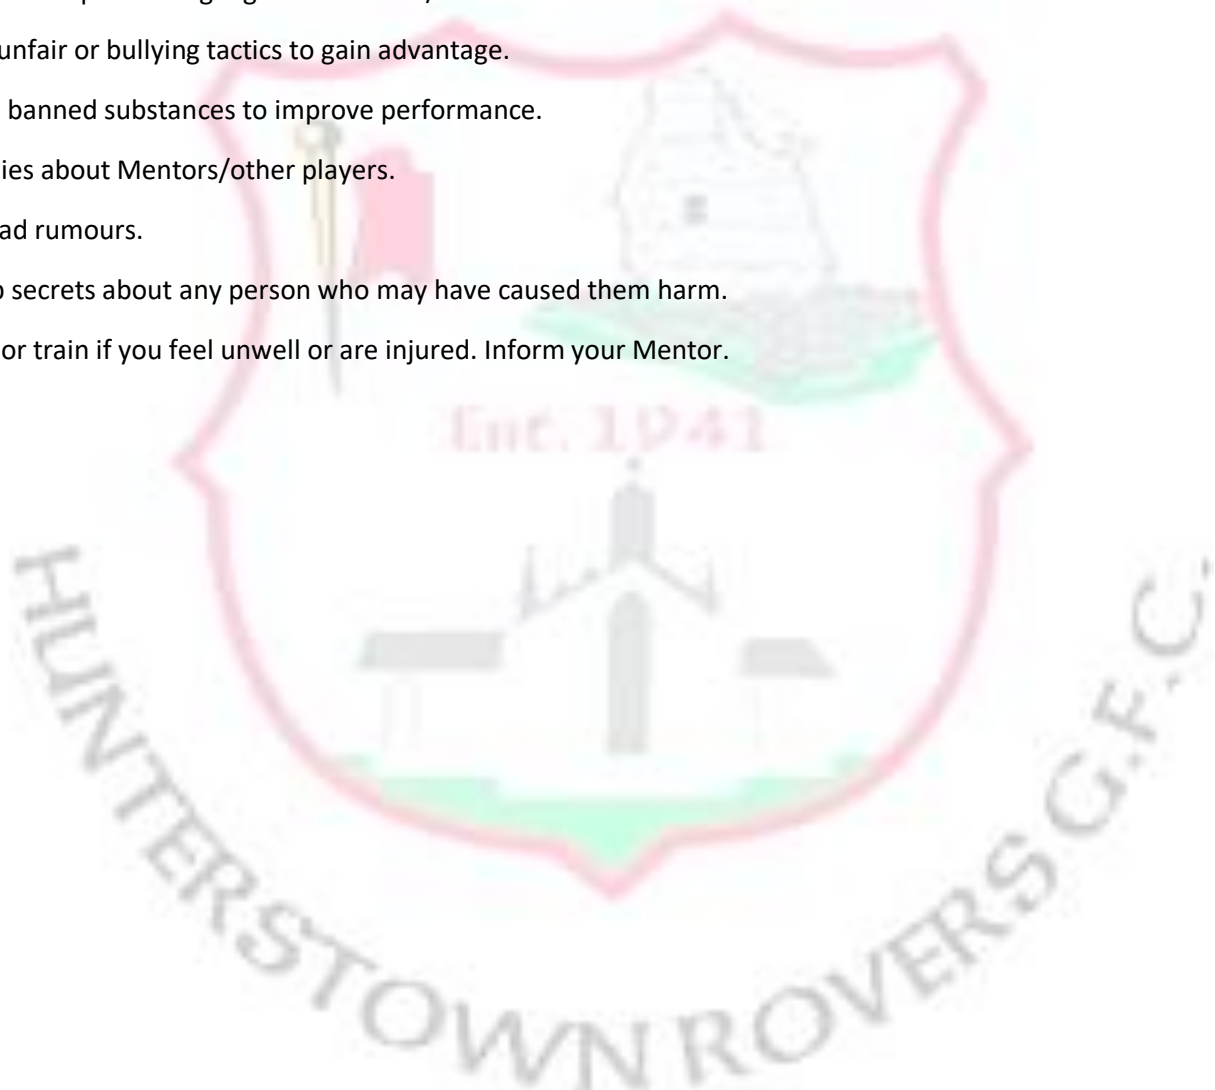 unfair or bullying tactics to gain advantage.
banned substances to improve performance.
ies about Mentors/other players.
ad rumours.
secrets about any person who may have caused them harm.
or train if you feel unwell or are injured. Inform your Mentor.
Ent. 1941
HUNTERSTOWN ROVERS G.F.C.